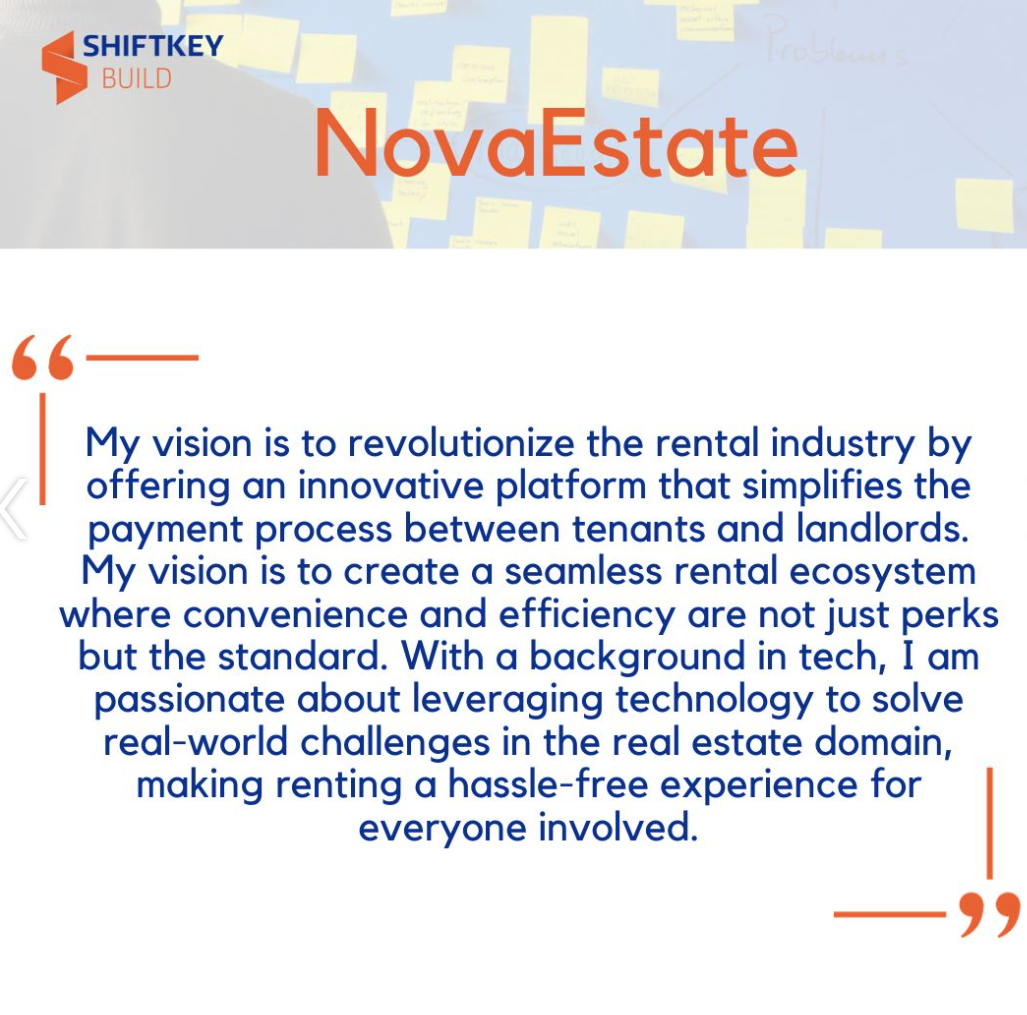 SHIFTKEY
BUILD
Problems
NovaEstate
“
My vision is to revolutionize the rental industry by
offering an innovative platform that simplifies the
payment process between tenants and landlords.
My vision is to create a seamless rental ecosystem
where convenience and efficiency are not just perks
but the standard. With a background in tech, I am
passionate about leveraging technology to solve
real-world challenges in the real estate domain,
making renting a hassle-free experience for
everyone involved.
”